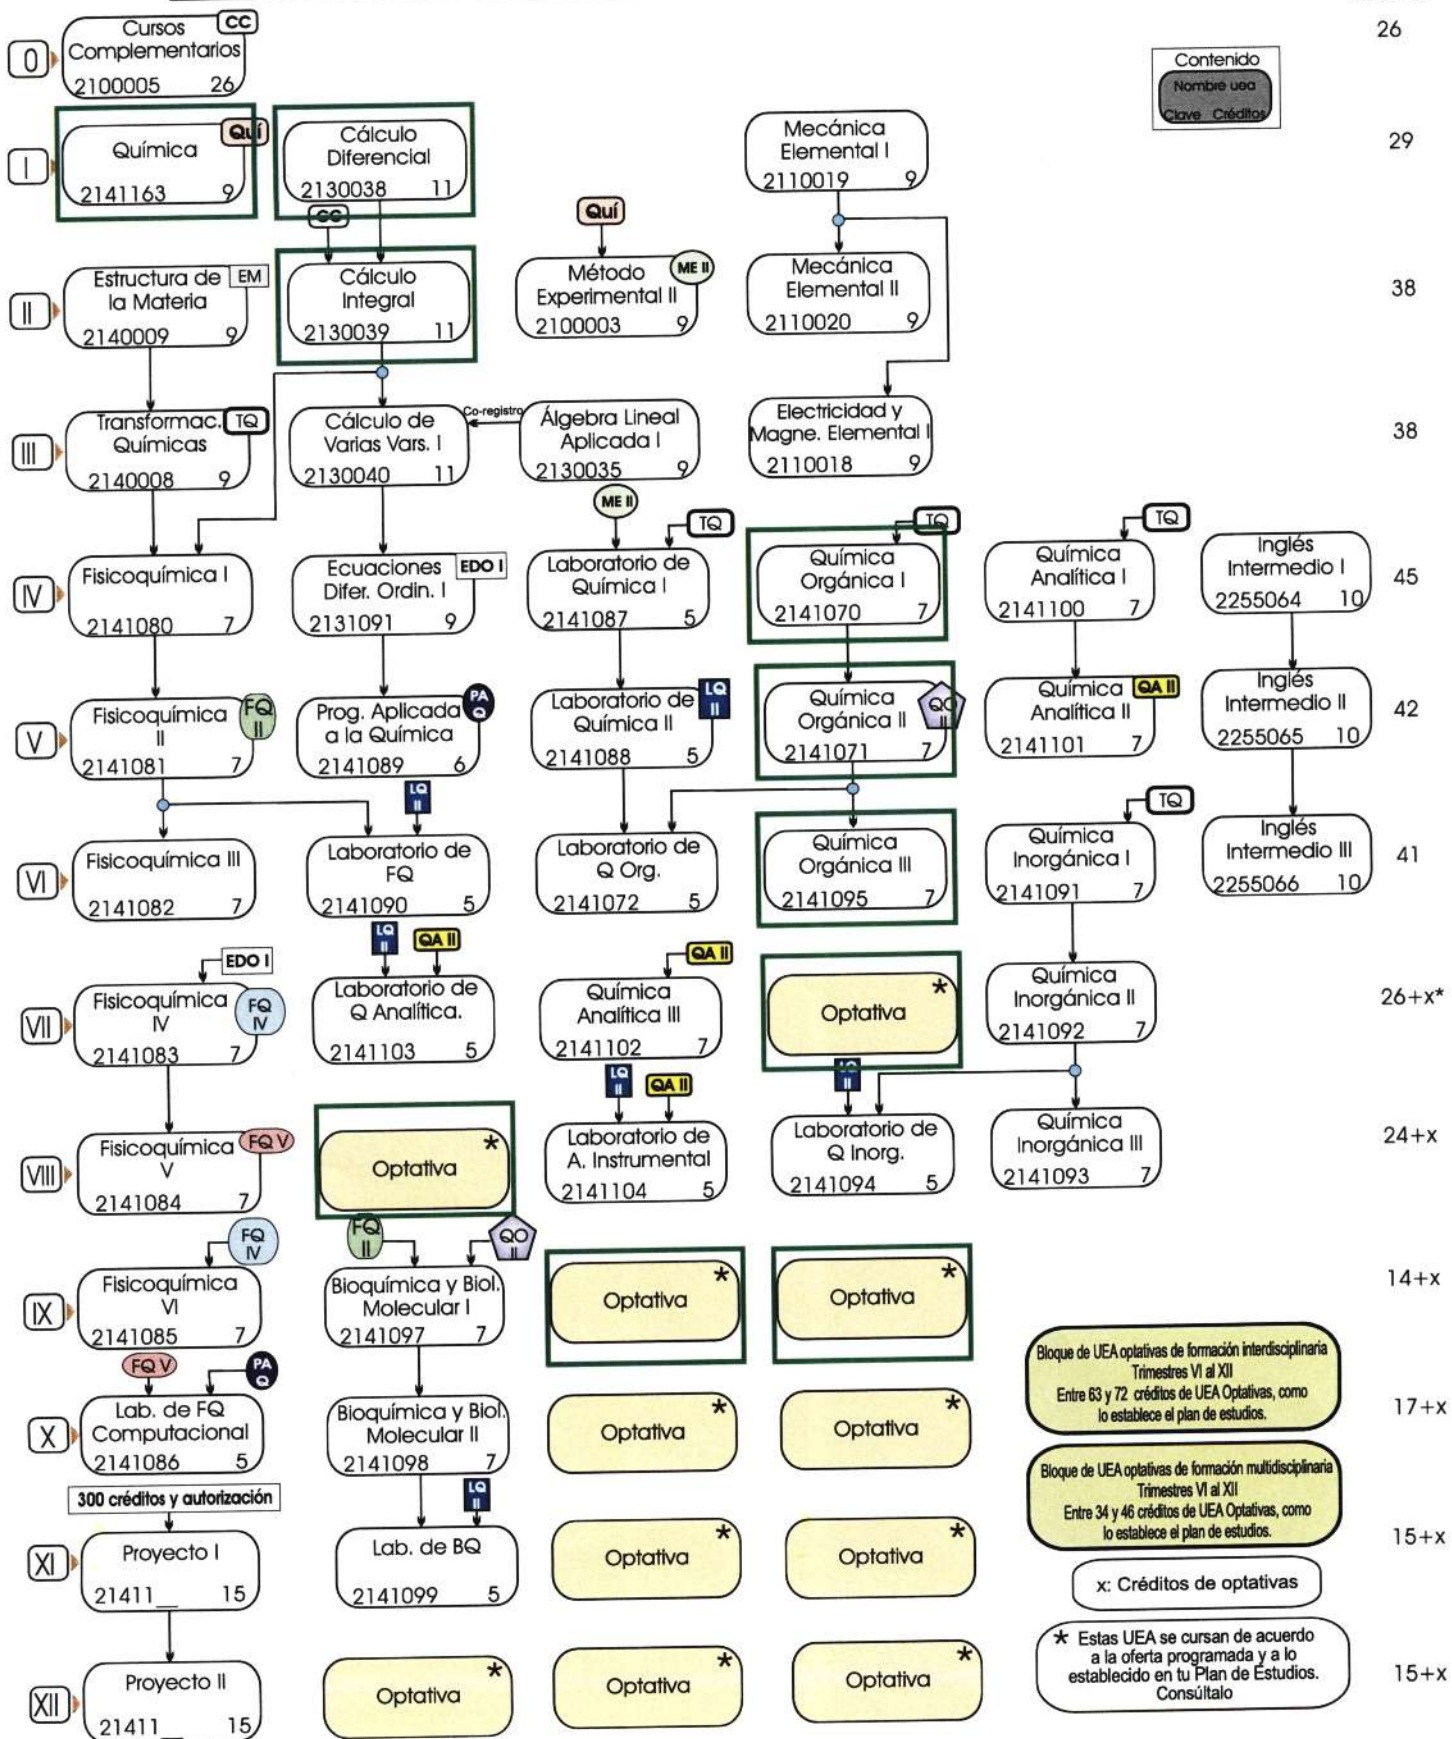 Cursos CC
Complementarios
2100005 26
26
0
Contenido
Nombre uea
Clave Créditos
I
Química Quí
2141163 9
Cálculo
Diferencial
2130038 11
Mecánica
Elemental I
2110019 9
29
CC
Quí
II
Estructura de EM
la Materia
2140009 9
Cálculo
Integral
2130039 11
Método ME II
Experimental II
2100003 9
Mecánica
Elemental II
2110020 9
38
III
Transformac. TQ
Químicas
2140008 9
Cálculo de
Varias Vars. I
2130040 11
Co-registro
Álgebra Lineal
Aplicada I
2130035 9
Electricidad y
Magne. Elemental I
2110018 9
38
ME II
TQ
TQ
TQ
IV
Fisicoquímica I
2141080 7
Ecuaciones EDO I
Difer. Ordin. I
2131091 9
Laboratorio de
Química I
2141087 5
Química
Orgánica I
2141070 7
Química
Analítica I
2141100 7
Inglés
Intermedio I
2255064 10
45
V
Fisicoquímica FQ II
II
2141081 7
Prog. Aplicada PA Q
a la Química
2141089 6
Laboratorio de LQ II
Química II
2141088 5
Química QO II
Orgánica II
2141071 7
Química QA II
Analítica II
2141101 7
Inglés
Intermedio II
2255065 10
42
LQ II
TQ
VI
Fisicoquímica III
2141082 7
Laboratorio de
FQ
2141090 5
Laboratorio de
Q Org.
2141072 5
Química
Orgánica III
2141095 7
Química
Inorgánica I
2141091 7
Inglés
Intermedio III
2255066 10
41
EDO I
LQ II
QA II
QA II
VII
Fisicoquímica FQ IV
IV
2141083 7
Laboratorio de
Q Analítica.
2141103 5
Química
Analítica III
2141102 7
Optativa *
Química
Inorgánica II
2141092 7
26+x*
LQ II
QA II
LQ II
VIII
Fisicoquímica FQ V
V
2141084 7
Optativa *
Laboratorio de
A. Instrumental
2141104 5
Laboratorio de
Q Inorg.
2141094 5
Química
Inorgánica III
2141093 7
24+x
FQ IV
FQ II
QO II
IX
Fisicoquímica
VI
2141085 7
Bioquímica y Biol.
Molecular I
2141097 7
Optativa *
Optativa *
14+x
FQ V
PA Q
X
Lab. de FQ
Computacional
2141086 5
Bioquímica y Biol.
Molecular II
2141098 7
Optativa *
Optativa *
Bloque de UEA optativas de formación interdisciplinaria
Trimestres VI al XII
Entre 63 y 72 créditos de UEA Optativas, como
lo establece el plan de estudios.
17+x
300 créditos y autorización
LQ II
Bloque de UEA optativas de formación multidisciplinaria
Trimestres VI al XII
Entre 34 y 46 créditos de UEA Optativas, como
lo establece el plan de estudios.
XI
Proyecto I
21411__ 15
Lab. de BQ
2141099 5
Optativa *
Optativa *
15+x
x: Créditos de optativas
XII
Proyecto II
21411__ 15
Optativa *
Optativa *
Optativa *
* Estas UEA se cursan de acuerdo
a la oferta programada y a lo
establecido en tu Plan de Estudios.
Consúltalo
15+x